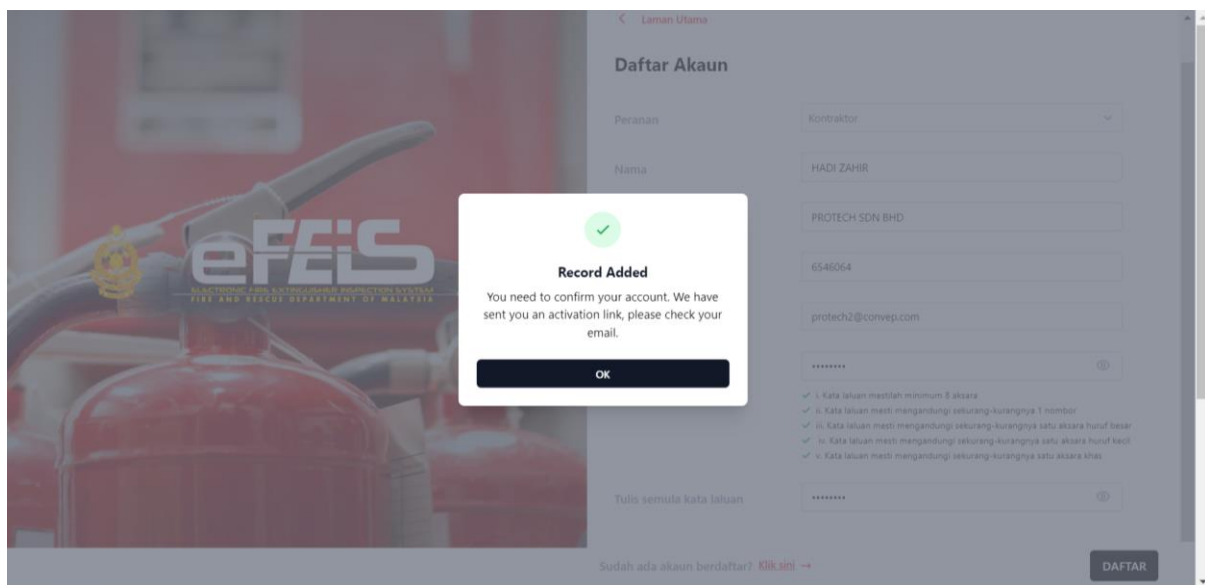 Laman Utama
Daftar Akaun
Peranan
Kontraktor
Nama
HADI ZAHIR
PROTECH SDN BHD
6546064
protech2@convep.com
••••••••
✓ i. Kata laluan mestilah minimum 8 aksara
✓ ii. Kata laluan mesti mengandungi sekurang-kurangnya 1 nombor
✓ iii. Kata laluan mesti mengandungi sekurang-kurangnya satu aksara huruf besar
✓ iv. Kata laluan mesti mengandungi sekurang-kurangnya satu aksara huruf kecil
✓ v. Kata laluan mesti mengandungi sekurang-kurangnya satu aksara khas
Tulis semula kata laluan
••••••••
Sudah ada akaun berdaftar? Klik sini →
DAFTAR
eFEiS
ELECTRONIC FIRE EXTINGUISHER INSPECTION SYSTEM
FIRE AND RESCUE DEPARTMENT OF MALAYSIA
Record Added
You need to confirm your account. We have
sent you an activation link, please check your
email.
OK